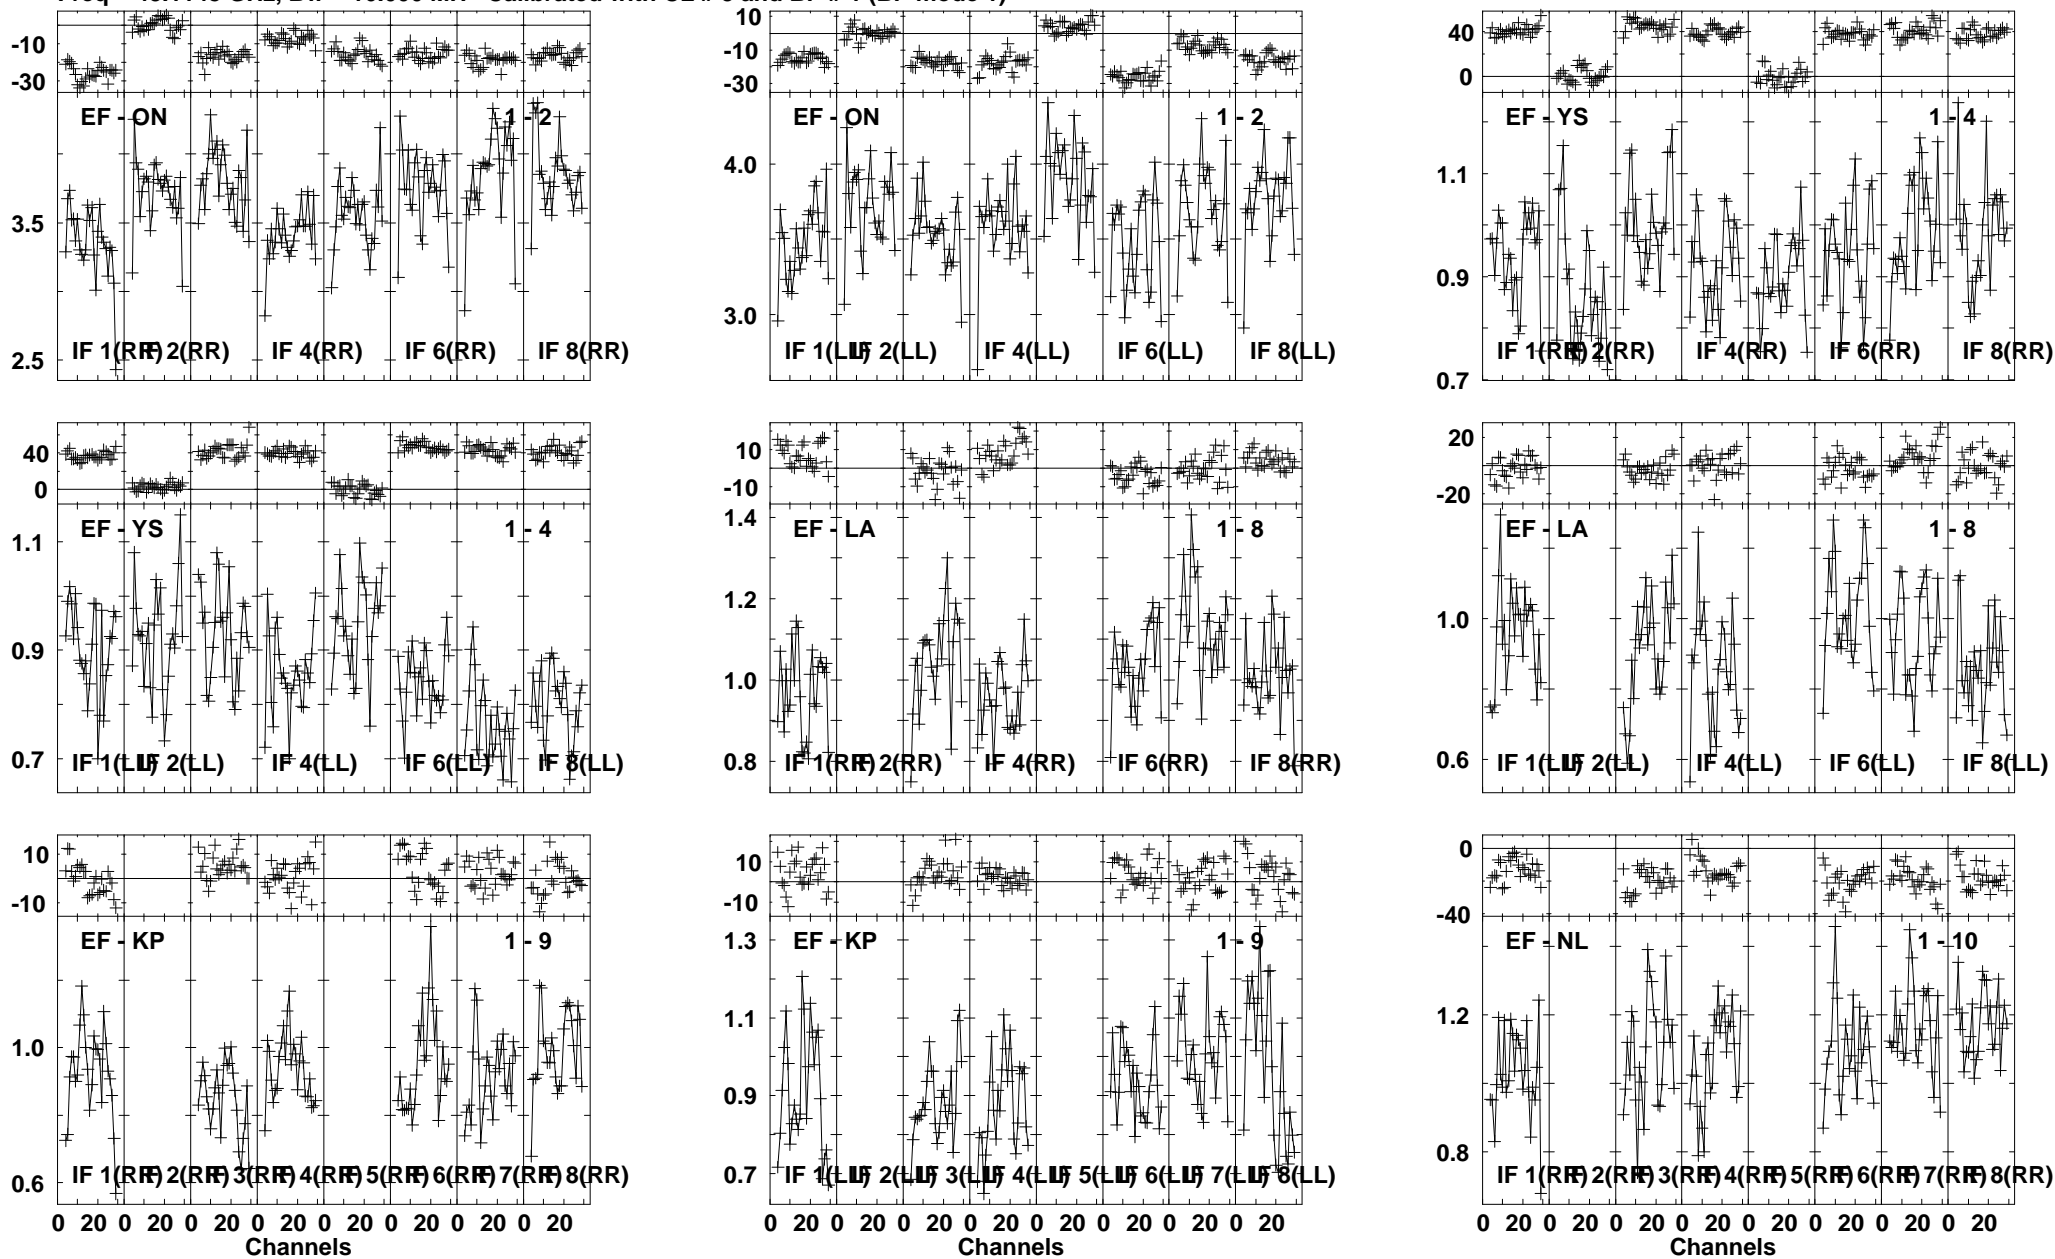 10 40
-10 -10
-30 -30 0
EF - ON 1 - 2 EF - ON 1 - 2 EF - YS 1 - 4
4.0 1.1
3.5
0.9
3.0
2.5 IF 1(RR) IF 2(RR) IF 4(RR) IF 6(RR) IF 8(RR) IF 1(LL) IF 2(LL) IF 4(LL) IF 6(LL) IF 8(LL) IF 1(RR) IF 2(RR) IF 4(RR) IF 6(RR) IF 8(RR)
0.7
40 10 20
0 -10 -20
EF - YS 1 - 4 EF - LA 1 - 8 EF - LA 1 - 8
1.1 1.4
1.2 1.0
0.9 1.0
0.7 0.8 0.6
IF 1(LL) IF 2(LL) IF 4(LL) IF 6(LL) IF 8(LL) IF 1(RR) IF 2(RR) IF 4(RR) IF 6(RR) IF 8(RR) IF 1(LL) IF 2(LL) IF 4(LL) IF 6(LL) IF 8(LL)
10 10 0
-10 -10 -40
EF - KP 1 - 9 EF - KP 1 - 9 EF - NL 1 - 10
1.3
1.0 1.1 1.2
0.9
0.6 0.7 0.8
IF 1(RR) IF 2(RR) IF 3(RR) IF 4(RR) IF 5(RR) IF 6(RR) IF 7(RR) IF 8(RR) IF 1(LL) IF 2(LL) IF 3(LL) IF 4(LL) IF 5(LL) IF 6(LL) IF 7(LL) IF 8(LL) IF 1(RR) IF 2(RR) IF 3(RR) IF 4(RR) IF 5(RR) IF 6(RR) IF 7(RR) IF 8(RR)
0 20 0 20 0 20 0 20 0 20 0 20 0 20 0 20 0 20 0 20 0 20 0 20 0 20 0 20 0 20 0 20 0 20 0 20 0 20 0 20 0 20 0 20 0 20 0 20
Channels Channels Channels